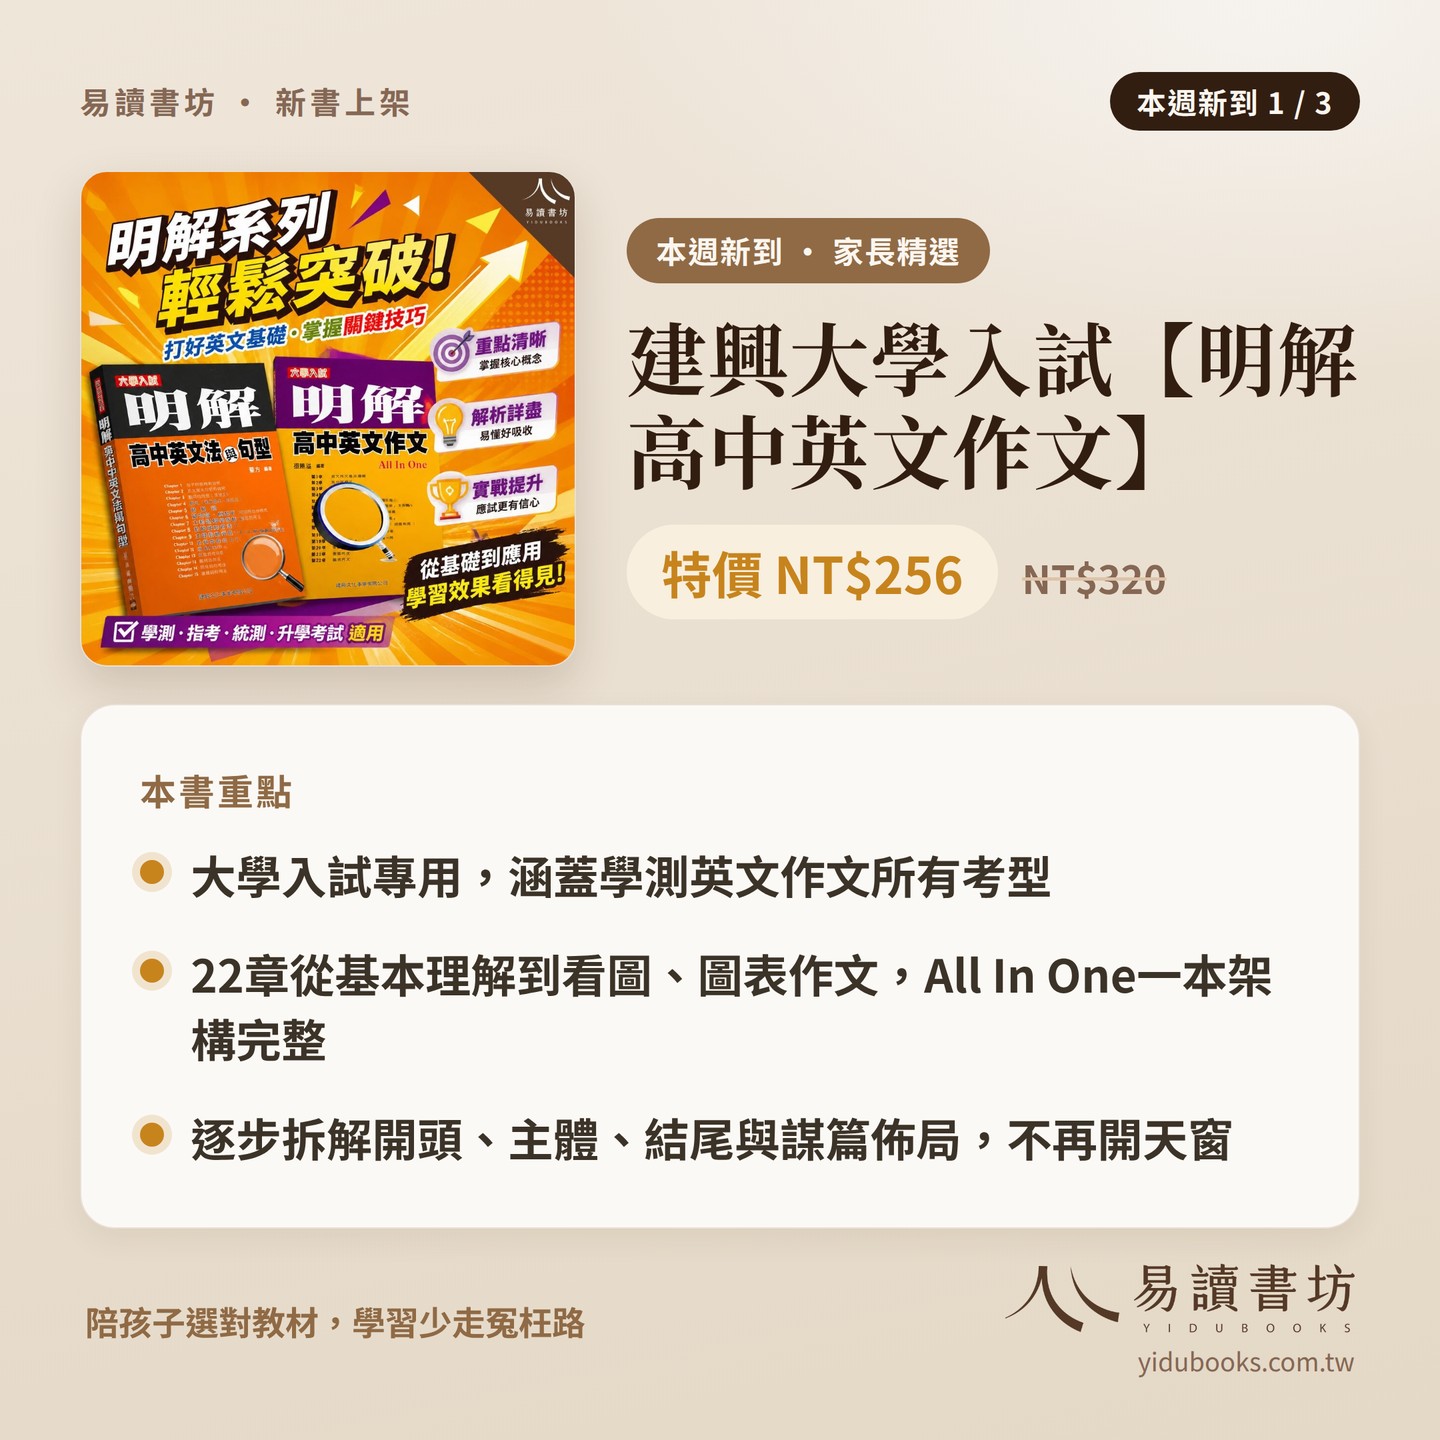 易讀書坊 · 新書上架
本週新到 1 / 3
易讀書坊
YIDUBOOKS
明解系列
輕鬆突破!
打好英文基礎·掌握關鍵技巧
重點清晰
掌握核心概念
解析詳盡
易懂好吸收
實戰提升
應試更有信心
大學入試
明解
高中英文法與句型
大學入試
明解
高中英文作文
All In One
從基礎到應用
學習效果看得見!
學測·指考·統測·升學考試 適用
本週新到 · 家長精選
建興大學入試【明解
高中英文作文】
特價 NT$256
NT$320
本書重點
大學入試專用，涵蓋學測英文作文所有考型
22章從基本理解到看圖、圖表作文，All In One一本架
構完整
逐步拆解開頭、主體、結尾與謀篇佈局，不再開天窗
陪孩子選對教材，學習少走冤枉路
易讀書坊
YIDUBOOKS
yidubooks.com.tw